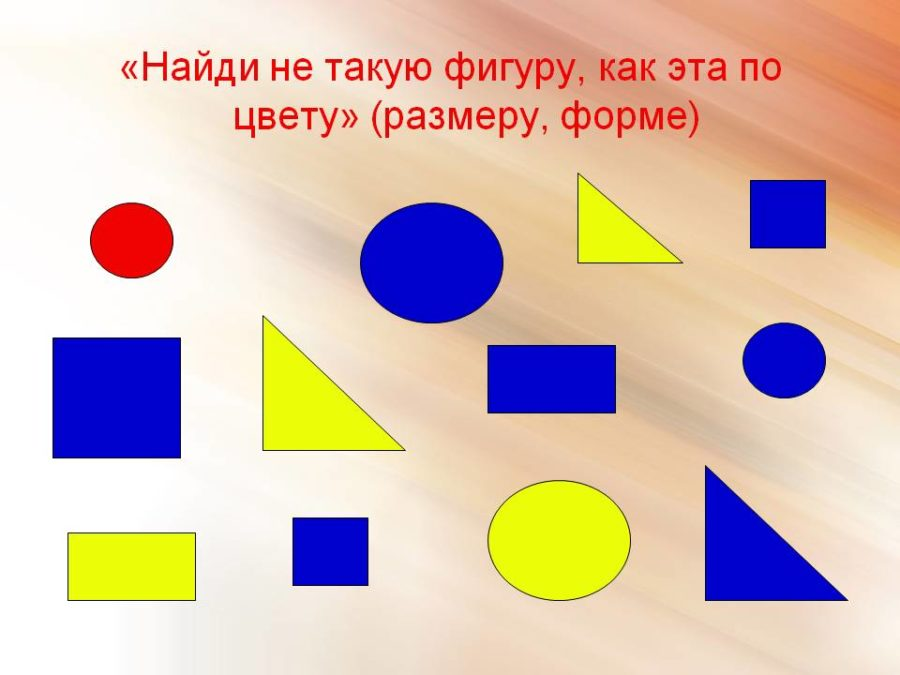 «Найди не такую фигуру, как эта по
цвету» (размеру, форме)